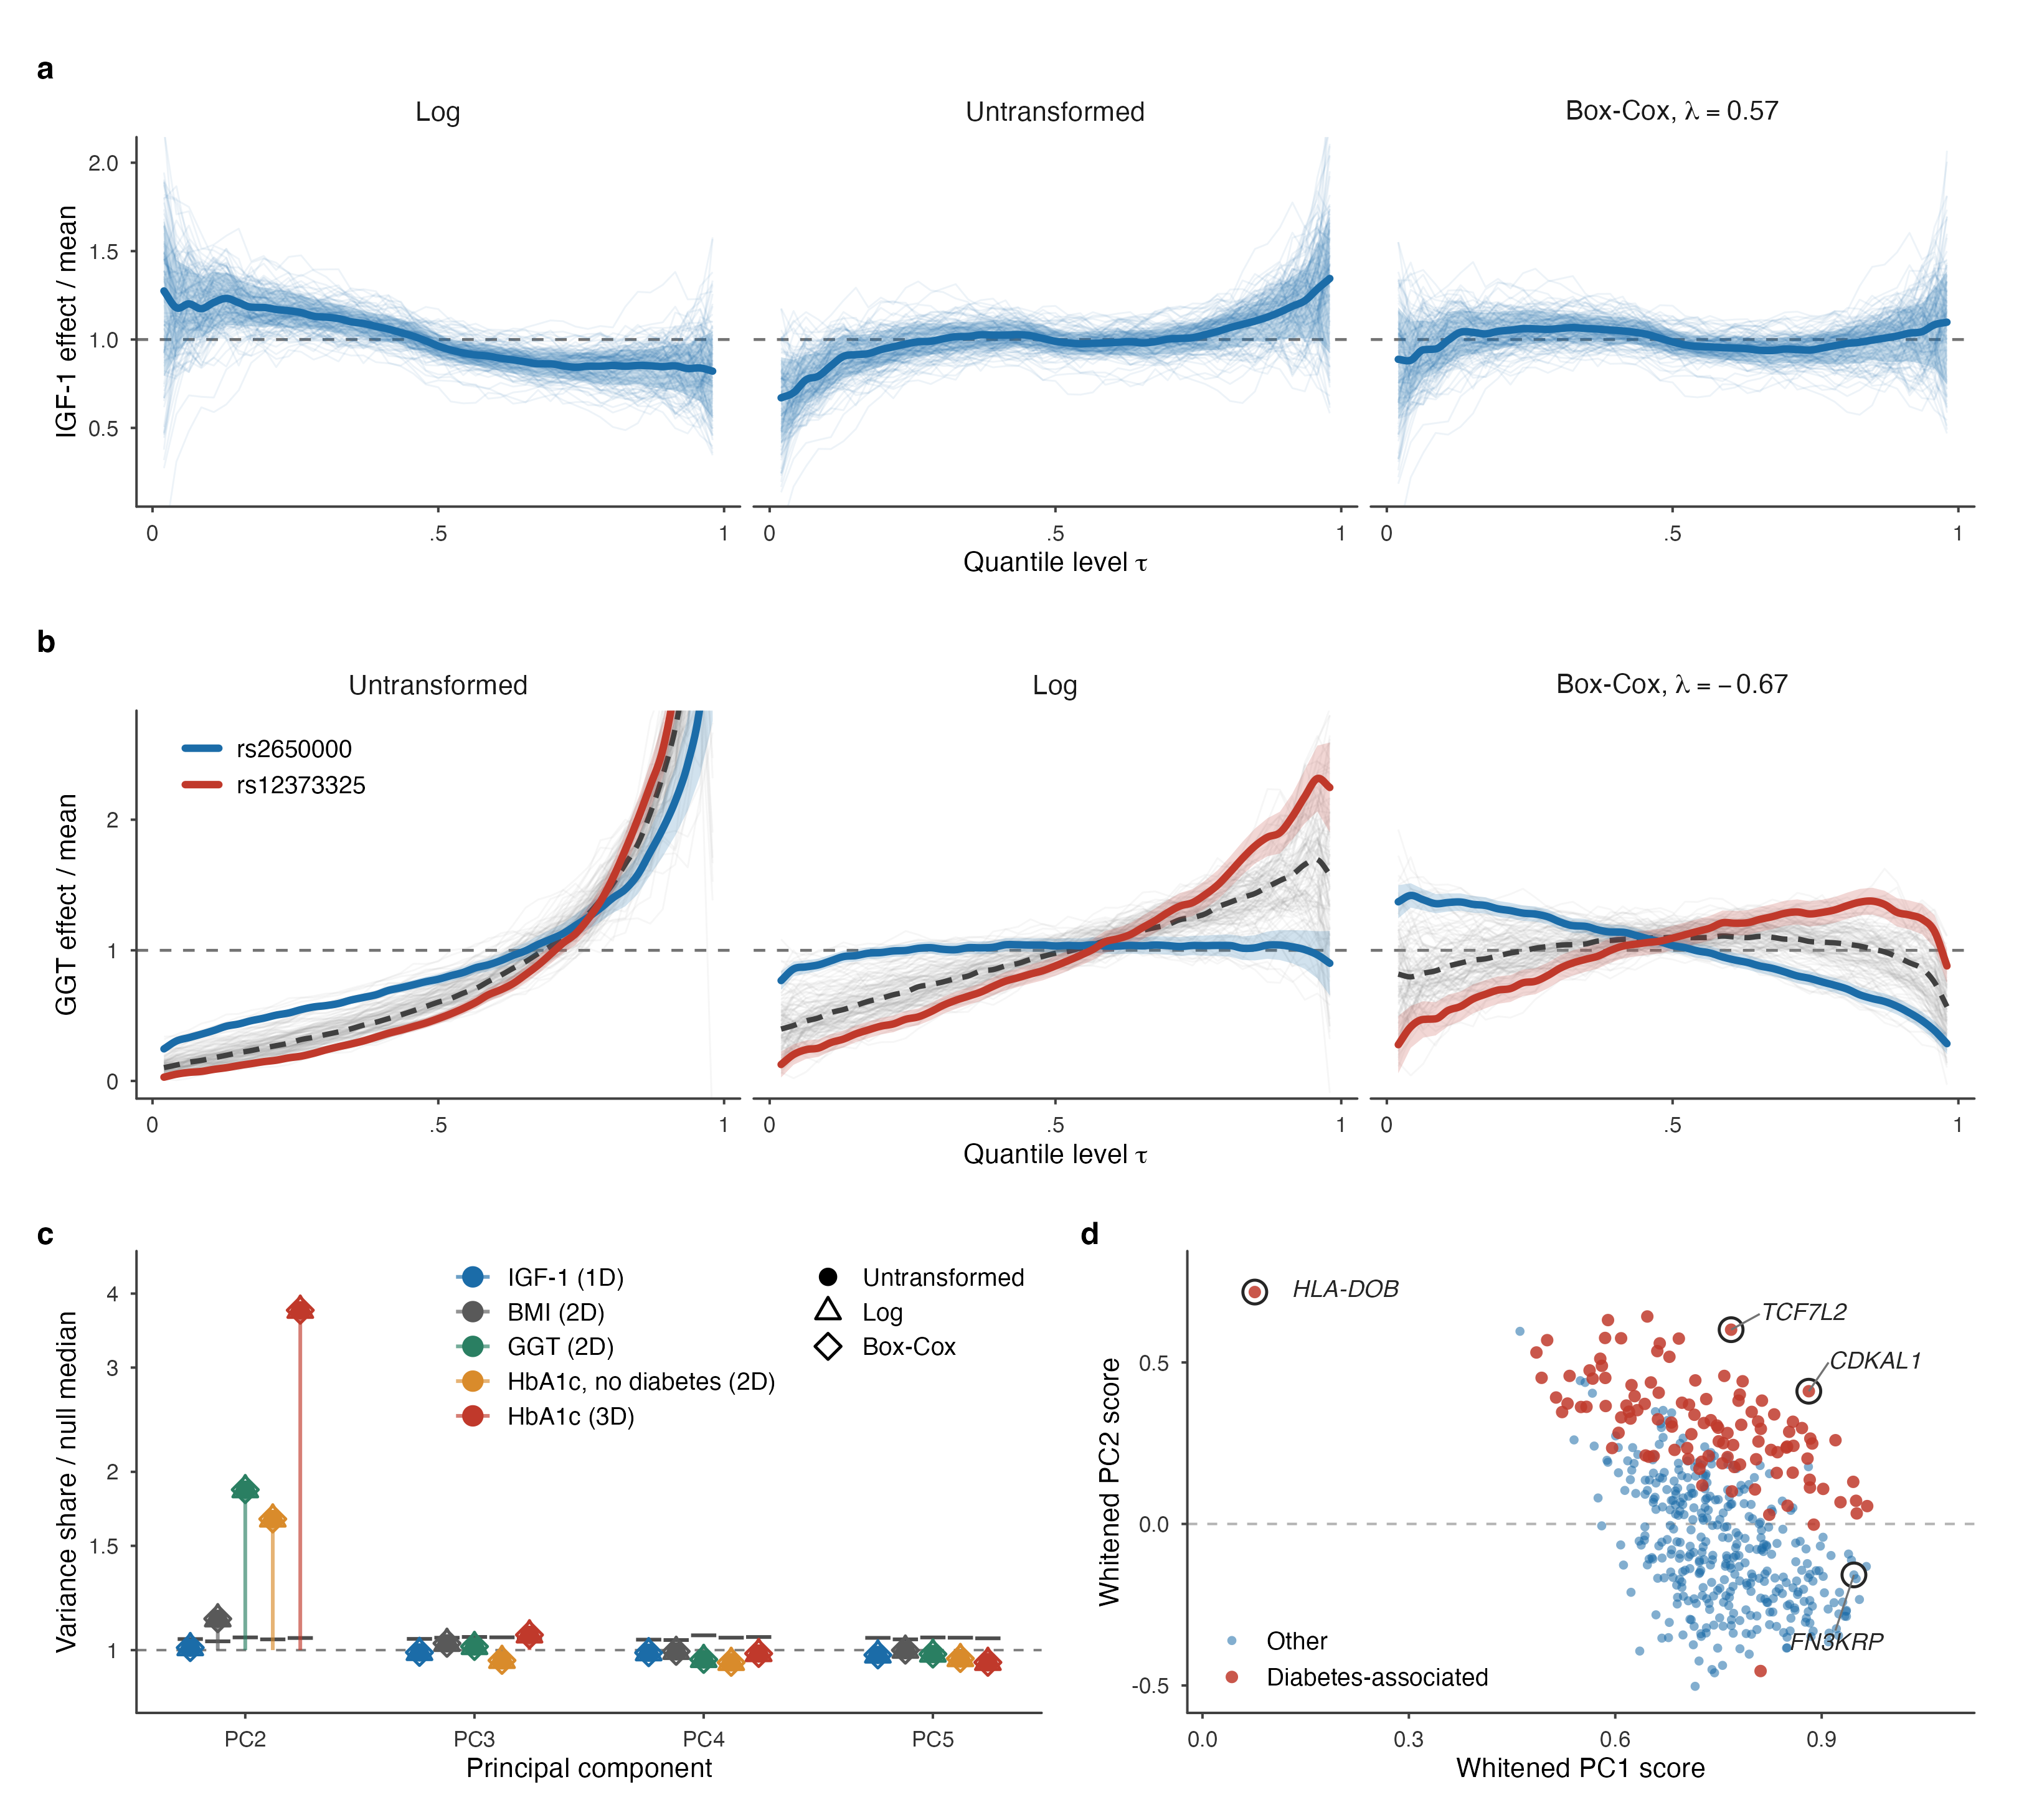 a
Log
Untransformed
Box-Cox, λ = 0.57
IGF-1 effect / mean
2.0
1.5
1.0
0.5
0 .5 1
0 .5 1
0 .5 1
Quantile level τ
b
Untransformed
Log
Box-Cox, λ = −0.67
rs2650000
rs12373325
GGT effect / mean
2
1
0
0 .5 1
0 .5 1
0 .5 1
Quantile level τ
c
Variance share / null median
4
3
2
1.5
1
IGF-1 (1D)
BMI (2D)
GGT (2D)
HbA1c, no diabetes (2D)
HbA1c (3D)
Untransformed
Log
Box-Cox
PC2 PC3 PC4 PC5
Principal component
d
Whitened PC2 score
0.5
0.0
-0.5
HLA-DOB
TCF7L2
CDKAL1
FN3KRP
Other
Diabetes-associated
0.0 0.3 0.6 0.9
Whitened PC1 score